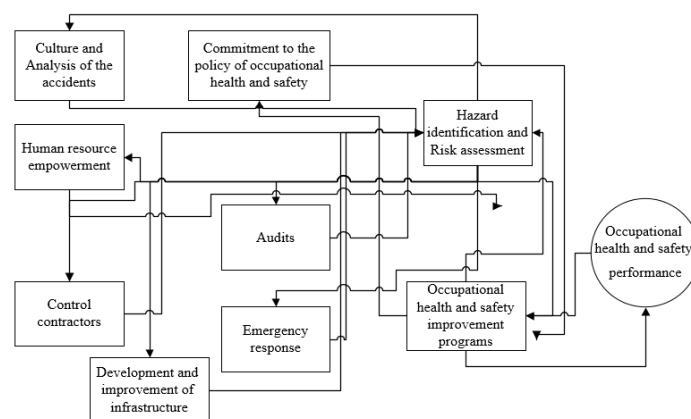 Culture and
Analysis of the
accidents
Commitment to the
policy of occupational
health and safety
Hazard
identification and
Risk assessment
Human resource
empowerment
Audits
Occupational
health and safety
performance
Control
contractors
Emergency
response
Occupational
health and safety
improvement
programs
Development and
improvement of
infrastructure